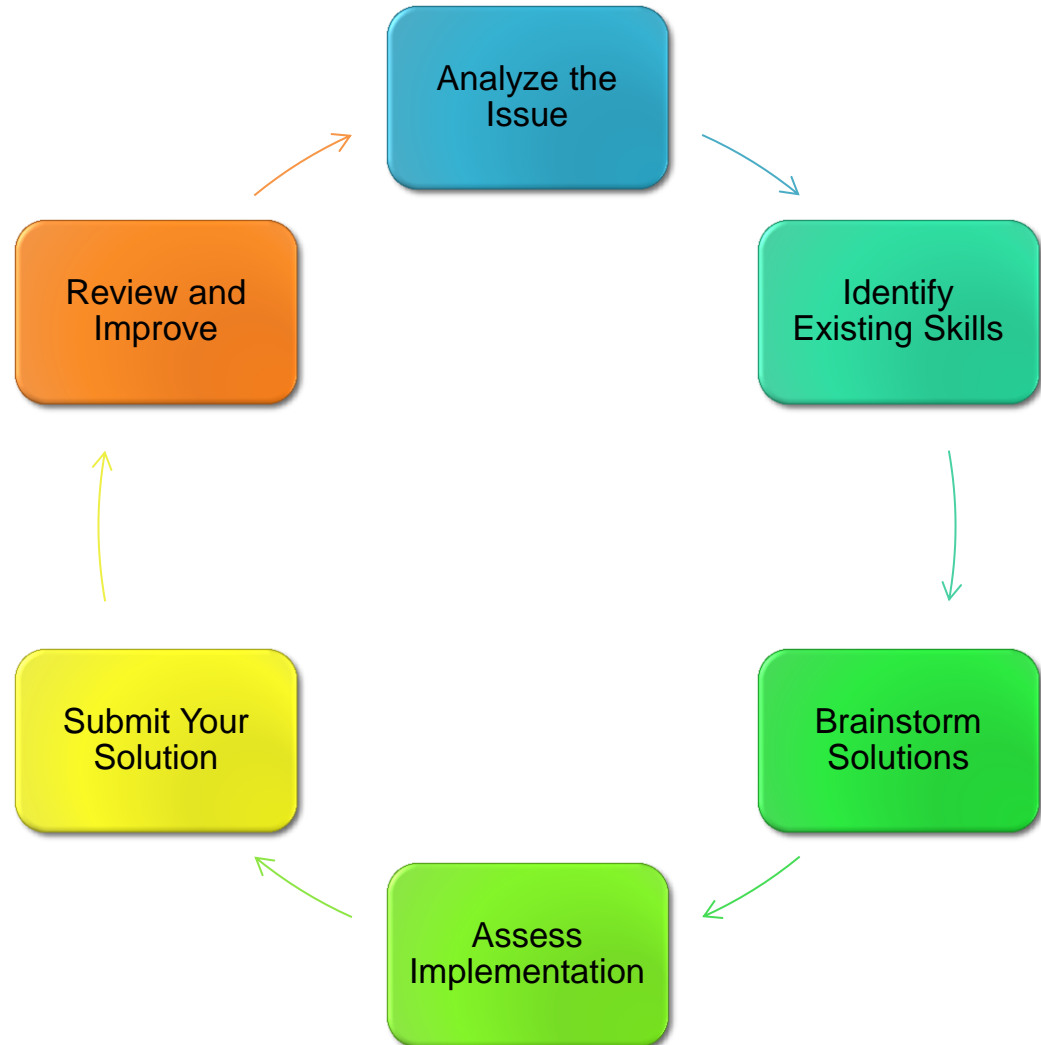 Analyze the
Issue
Identify
Existing Skills
Brainstorm
Solutions
Assess
Implementation
Submit Your
Solution
Review and
Improve